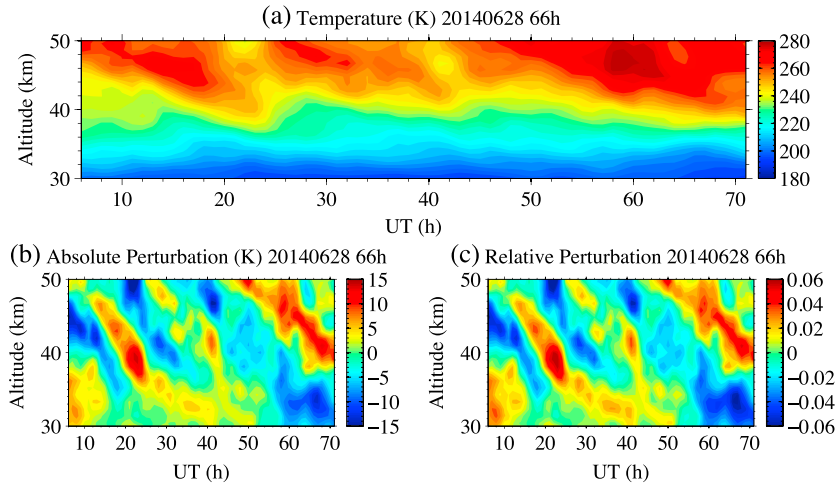 (a) Temperature (K) 20140628 66h
50
40
30
Altitude (km)
10 20 30 40 50 60 70
UT (h)
280
260
240
220
200
180
(b) Absolute Perturbation (K) 20140628 66h
50
40
30
Altitude (km)
10 20 30 40 50 60 70
UT (h)
15
10
5
0
−5
−10
−15
(c) Relative Perturbation 20140628 66h
50
40
30
Altitude (km)
10 20 30 40 50 60 70
UT (h)
0.06
0.04
0.02
0
−0.02
−0.04
−0.06